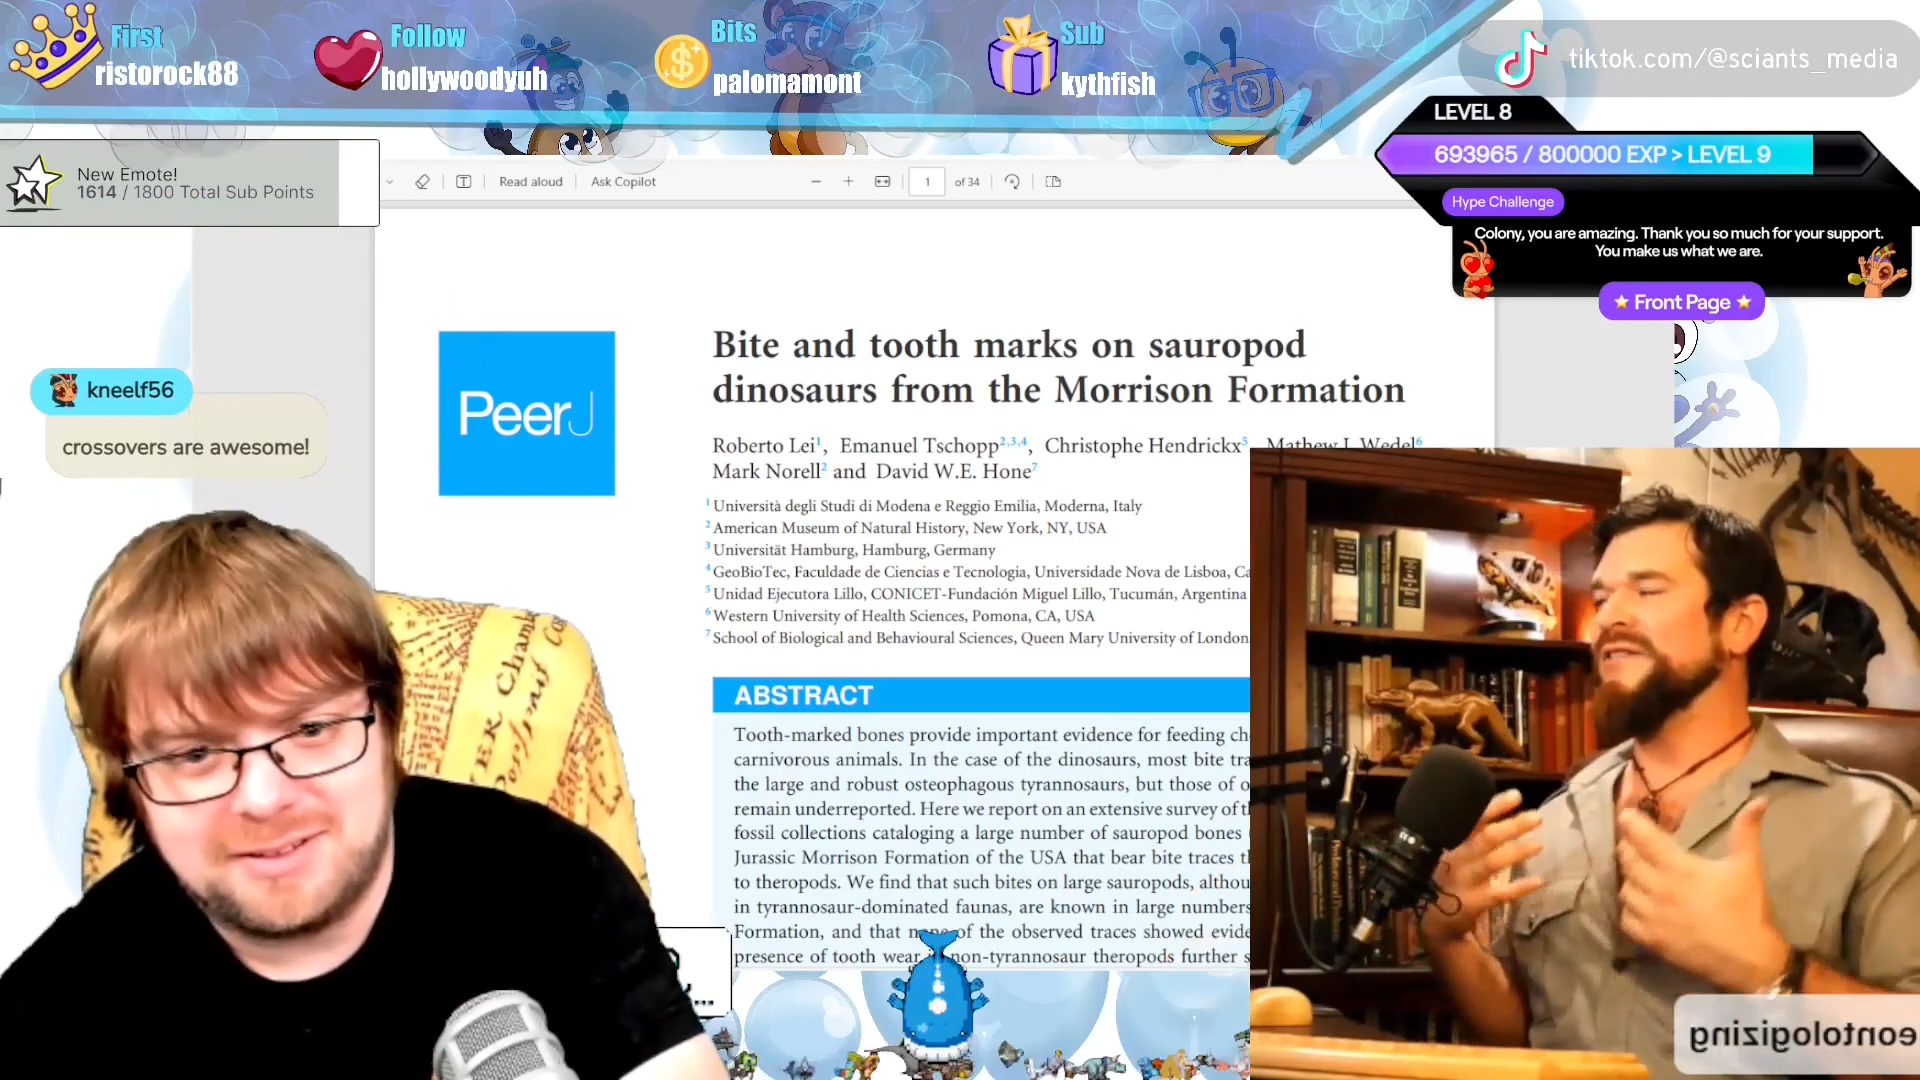 First
ristorock88
Follow
hollywoodyuh
Bits
palomamont
Sub
kythfish
tiktok.com/@sciants_media
LEVEL 8
693965 / 800000 EXP > LEVEL 9
Hype Challenge
Colony, you are amazing. Thank you so much for your support.
You make us what we are.
Front Page
New Emote!
1614 / 1800 Total Sub Points
Read aloud
Ask Copilot
1 of 34
kneelf56
crossovers are awesome!
PeerJ
Bite and tooth marks on sauropod
dinosaurs from the Morrison Formation
Roberto Lei1, Emanuel Tschopp2,3,4, Christophe Hendrickx5, Mathew J. Wedel6,
Mark Norell2 and David W.E. Hone7
1 Università degli Studi di Modena e Reggio Emilia, Moderna, Italy
2 American Museum of Natural History, New York, NY, USA
3 Universität Hamburg, Hamburg, Germany
4 GeoBioTec, Faculdade de Ciencias e Tecnologia, Universidade Nova de Lisboa, Ca
5 Unidad Ejecutora Lillo, CONICET-Fundación Miguel Lillo, Tucumán, Argentina
6 Western University of Health Sciences, Pomona, CA, USA
7 School of Biological and Behavioural Sciences, Queen Mary University of London
ABSTRACT
Tooth-marked bones provide important evidence for feeding ch
carnivorous animals. In the case of the dinosaurs, most bite tra
the large and robust osteophagous tyrannosaurs, but those of o
remain underreported. Here we report on an extensive survey of t
fossil collections cataloging a large number of sauropod bones
Jurassic Morrison Formation of the USA that bear bite traces t
to theropods. We find that such bites on large sauropods, althou
in tyrannosaur-dominated faunas, are known in large numbers
Formation, and that none of the observed traces showed evide
presence of tooth wear in non-tyrannosaur theropods further s
eontologizing